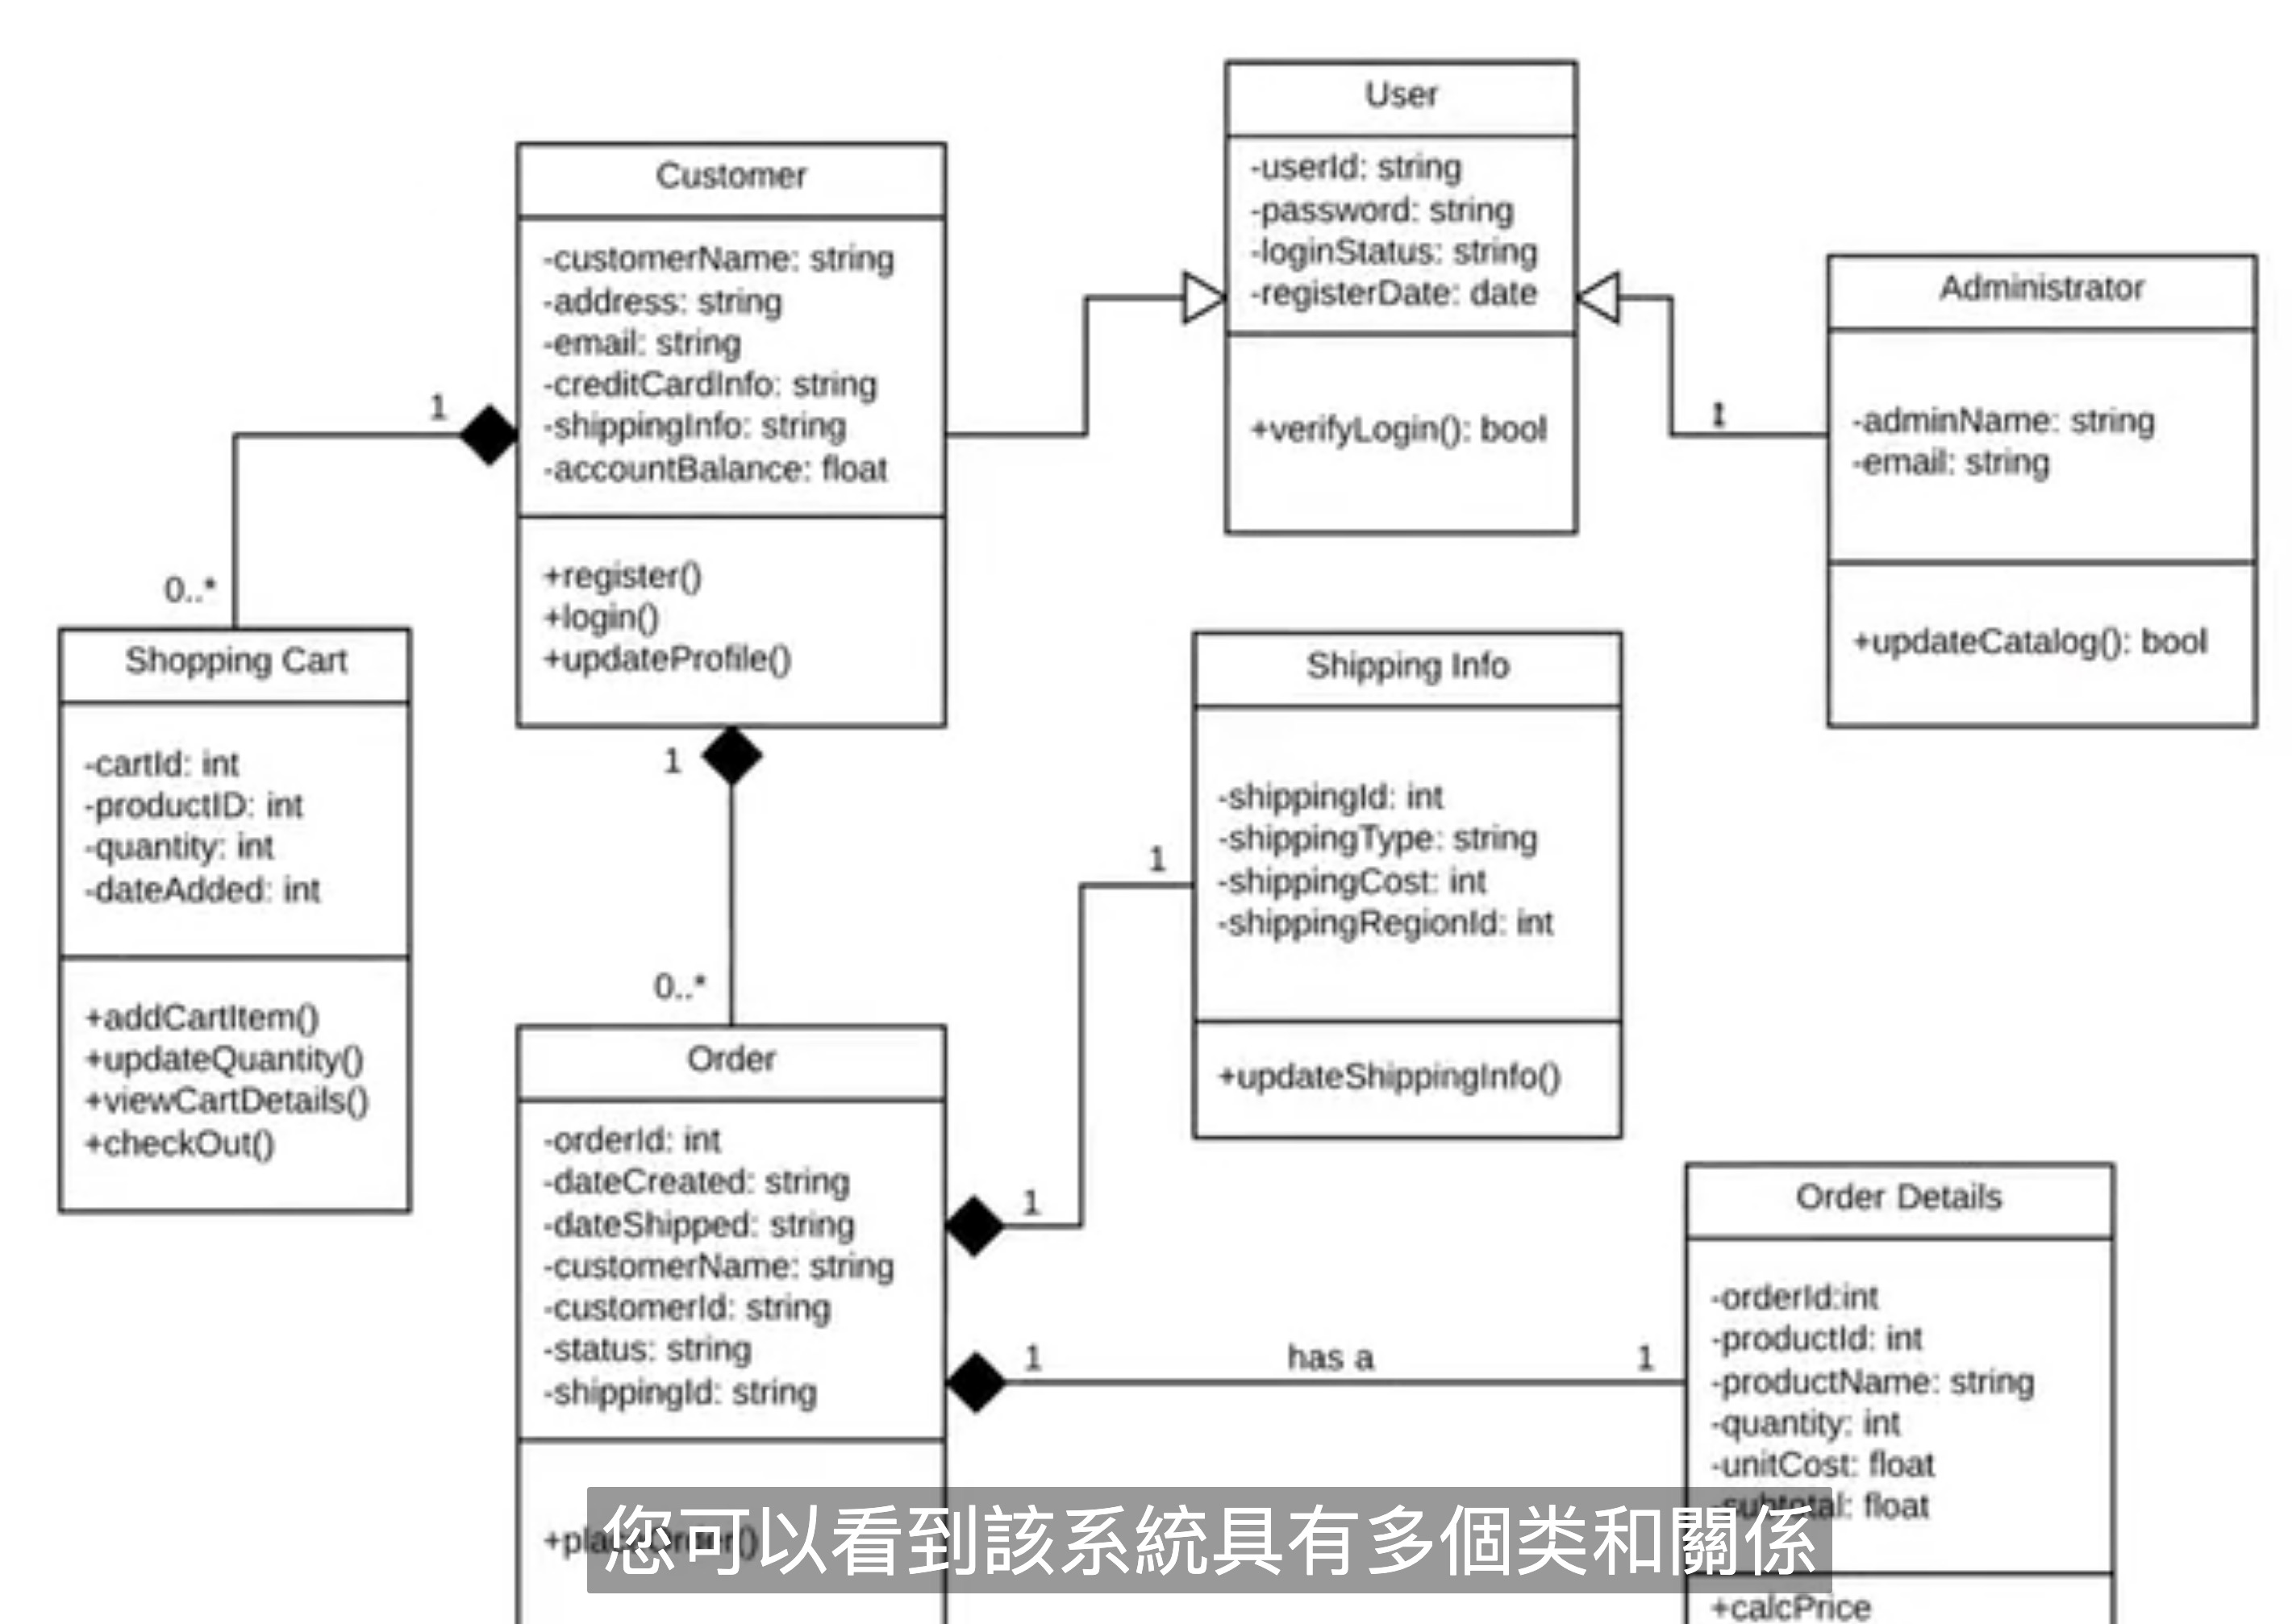 User
-userId: string
-password: string
-loginStatus: string
-registerDate: date
+verifyLogin(): bool
Customer
-customerName: string
-address: string
-email: string
-creditCardInfo: string
-shippingInfo: string
-accountBalance: float
+register()
+login()
+updateProfile()
Administrator
-adminName: string
-email: string
+updateCatalog(): bool
1
1
0..*
Shopping Cart
-cartId: int
-productID: int
-quantity: int
-dateAdded: int
+addCartItem()
+updateQuantity()
+viewCartDetails()
+checkOut()
1
0..*
Shipping Info
-shippingId: int
-shippingType: string
-shippingCost: int
-shippingRegionId: int
+updateShippingInfo()
1
1
Order
-orderId: int
-dateCreated: string
-dateShipped: string
-customerName: string
-customerId: string
-status: string
-shippingId: string
+placeOrder()
1
has a
1
Order Details
-orderId:int
-productId: int
-productName: string
-quantity: int
-unitCost: float
-subtotal: float
+calcPrice
您可以看到該系統具有多個类和關係